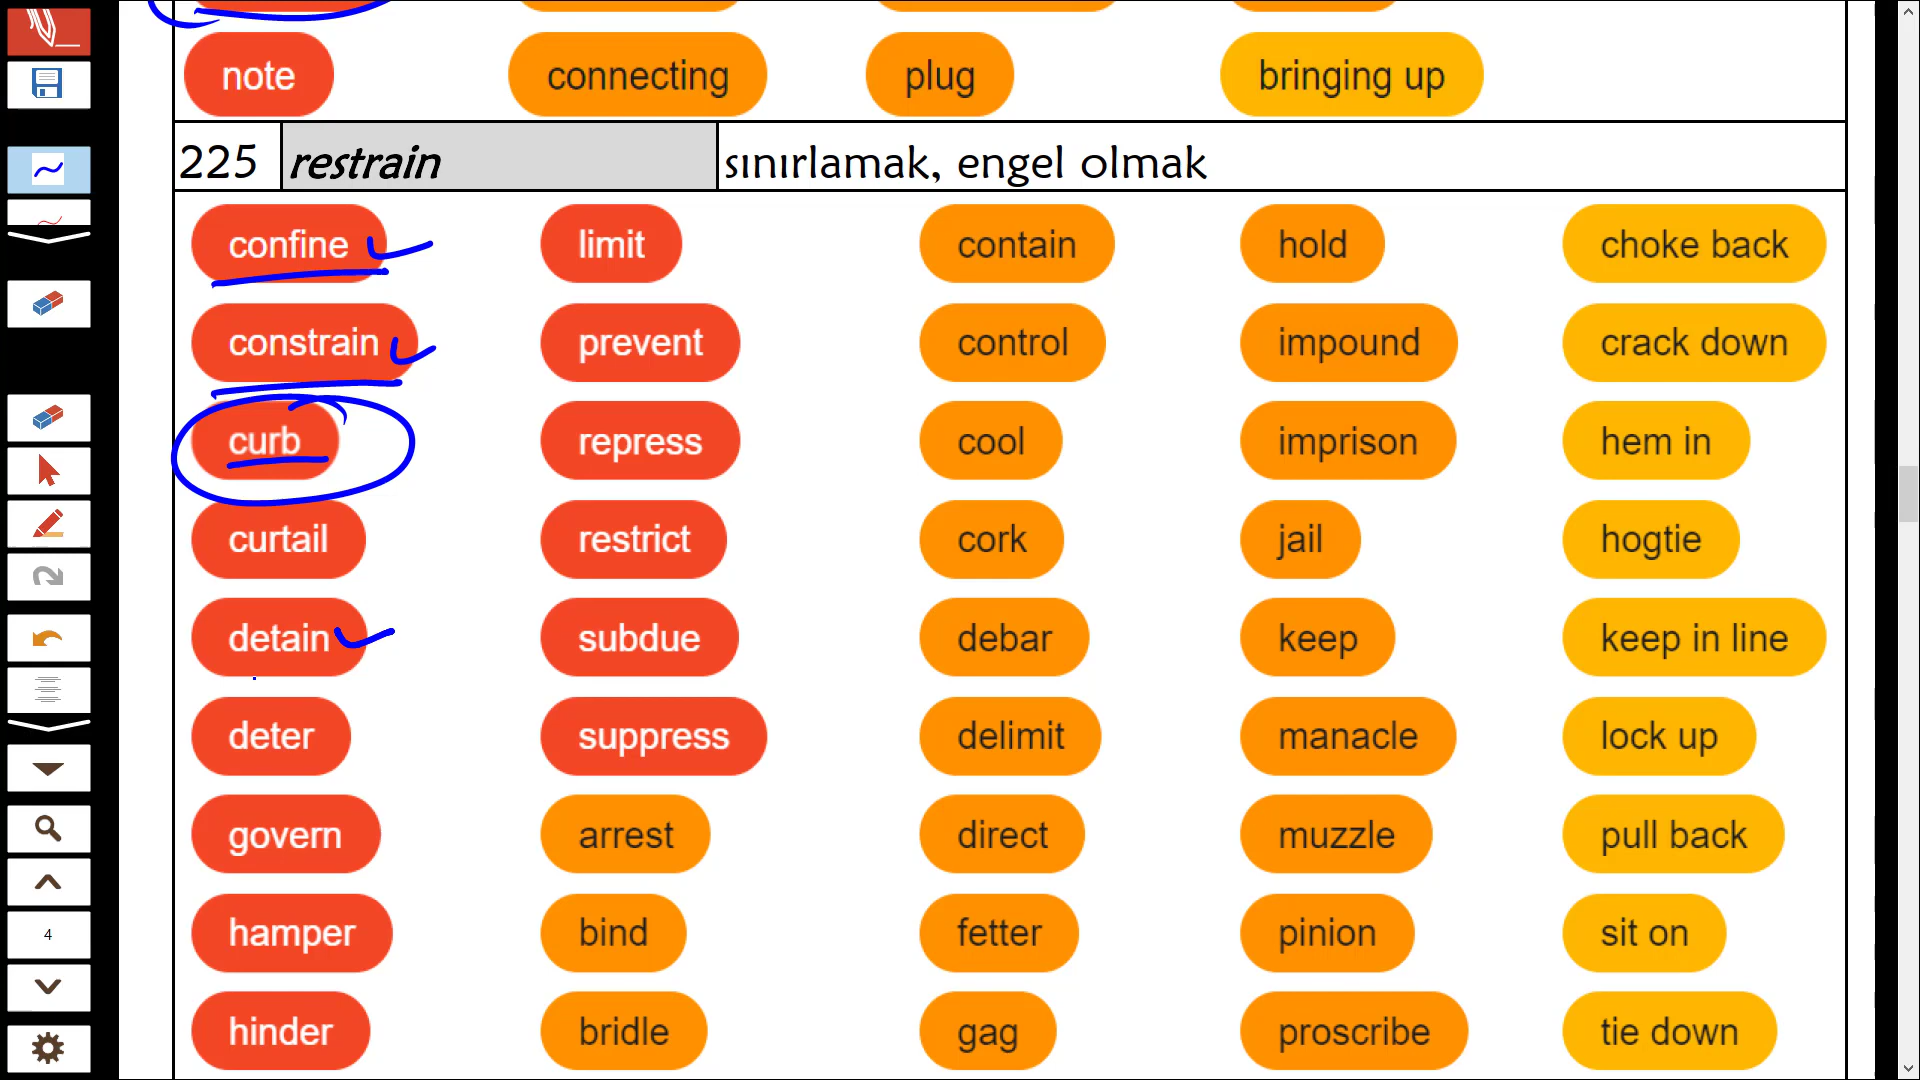 note connecting plug bringing up
225 restrain sınırlamak, engel olmak
confine limit contain hold choke back
constrain prevent control impound crack down
curb repress cool imprison hem in
curtail restrict cork jail hogtie
detain subdue debar keep keep in line
deter suppress delimit manacle lock up
govern arrest direct muzzle pull back
hamper bind fetter pinion sit on
hinder bridle gag proscribe tie down
4